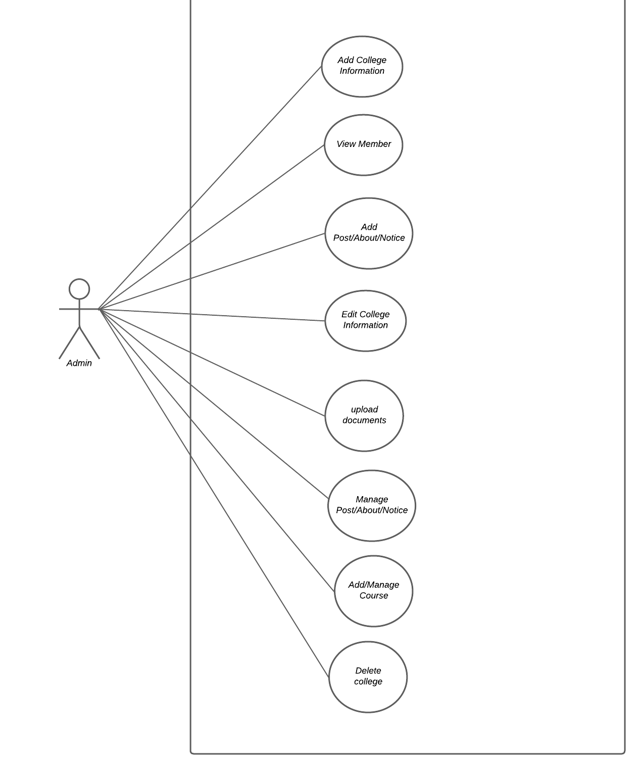 Add College
Information
View Member
Add
Post/About/Notice
Edit College
Information
Admin
upload
documents
Manage
Post/About/Notice
Add/Manage
Course
Delete
college